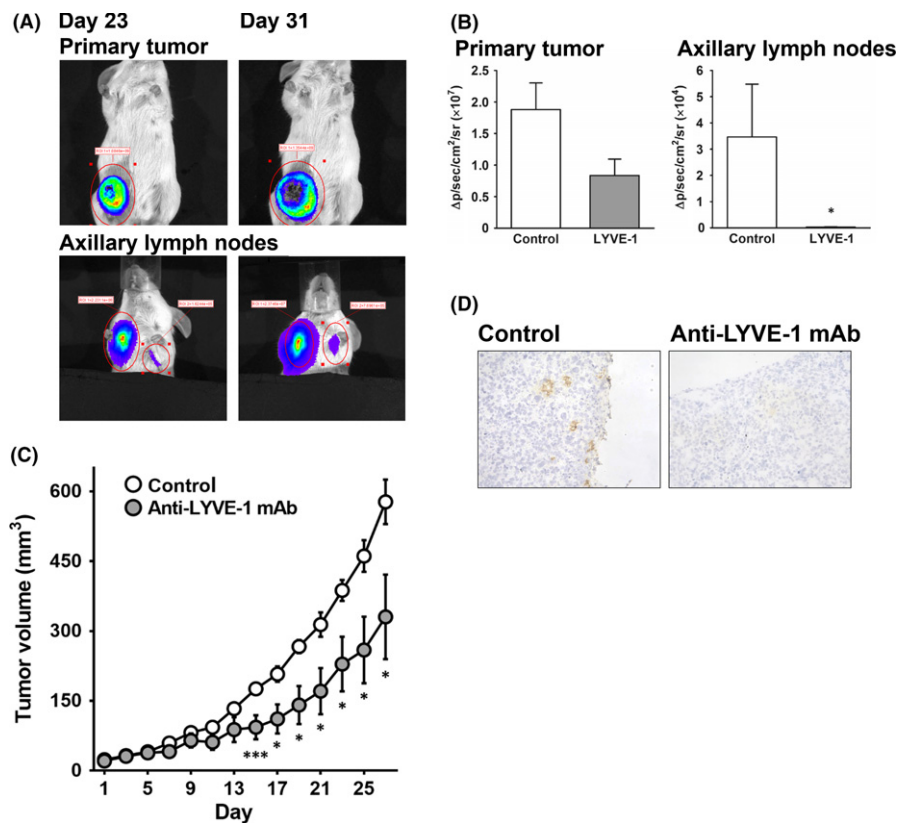 (A)
Day 23
Day 31
Primary tumor
Axillary lymph nodes
(B)
Primary tumor
Axillary lymph nodes
Δp/sec/cm²/sr (×10⁷)
2.5
2.0
1.5
1.0
0.5
0
Control
LYVE-1
Δp/sec/cm²/sr (×10⁴)
6
5
4
3
2
1
0
*
Control
LYVE-1
(D)
Control
Anti-LYVE-1 mAb
(C)
Control
Anti-LYVE-1 mAb
Tumor volume (mm³)
600
450
300
150
0
***
*
*
*
*
*
*
1
5
9
13
17
21
25
Day